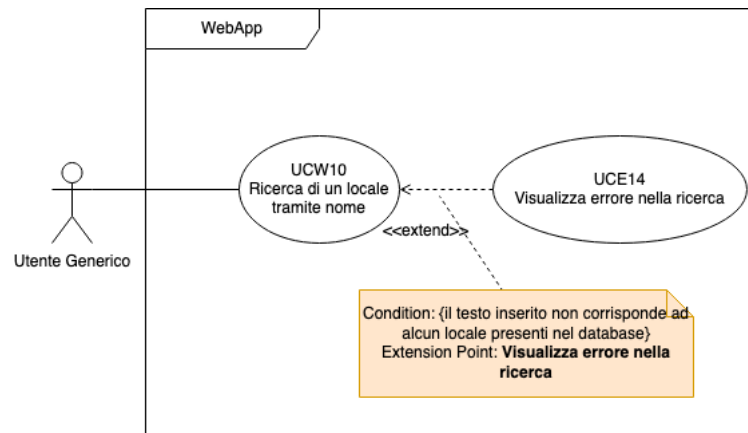 WebApp
UCW10
Ricerca di un locale
tramite nome
UCE14
Visualizza errore nella ricerca
<<extend>>
Utente Generico
Condition: {il testo inserito non corrisponde ad
alcun locale presenti nel database}
Extension Point: Visualizza errore nella
ricerca